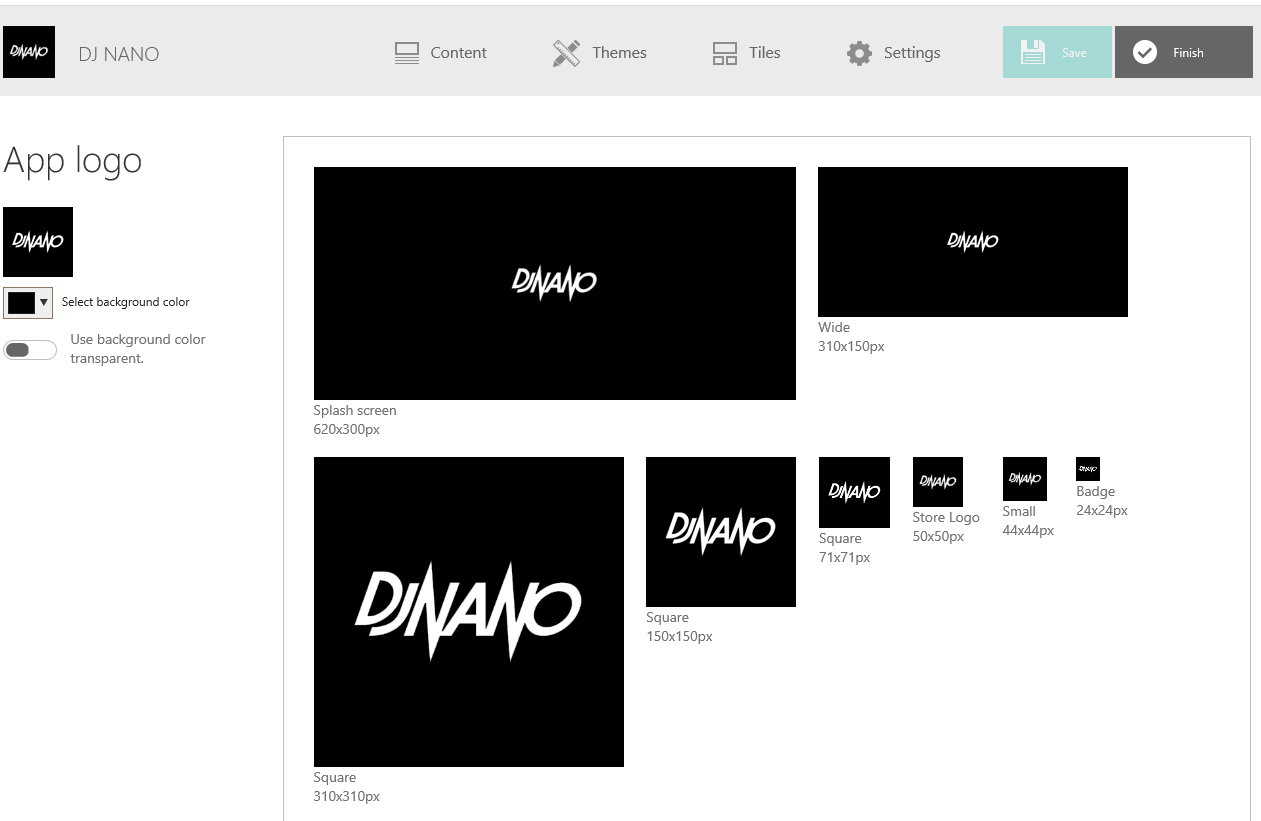 DJNANO
DJ NANO
Content
Themes
Tiles
Settings
Save
Finish
App logo
DJNANO
Select background color
Use background color
transparent.
DJNANO
Splash screen
620x300px
DJNANO
Wide
310x150px
DJNANO
Square
310x310px
DJNANO
Square
150x150px
DJNANO
Square
71x71px
DJNANO
Store Logo
50x50px
DJNANO
Small
44x44px
DJNANO
Badge
24x24px